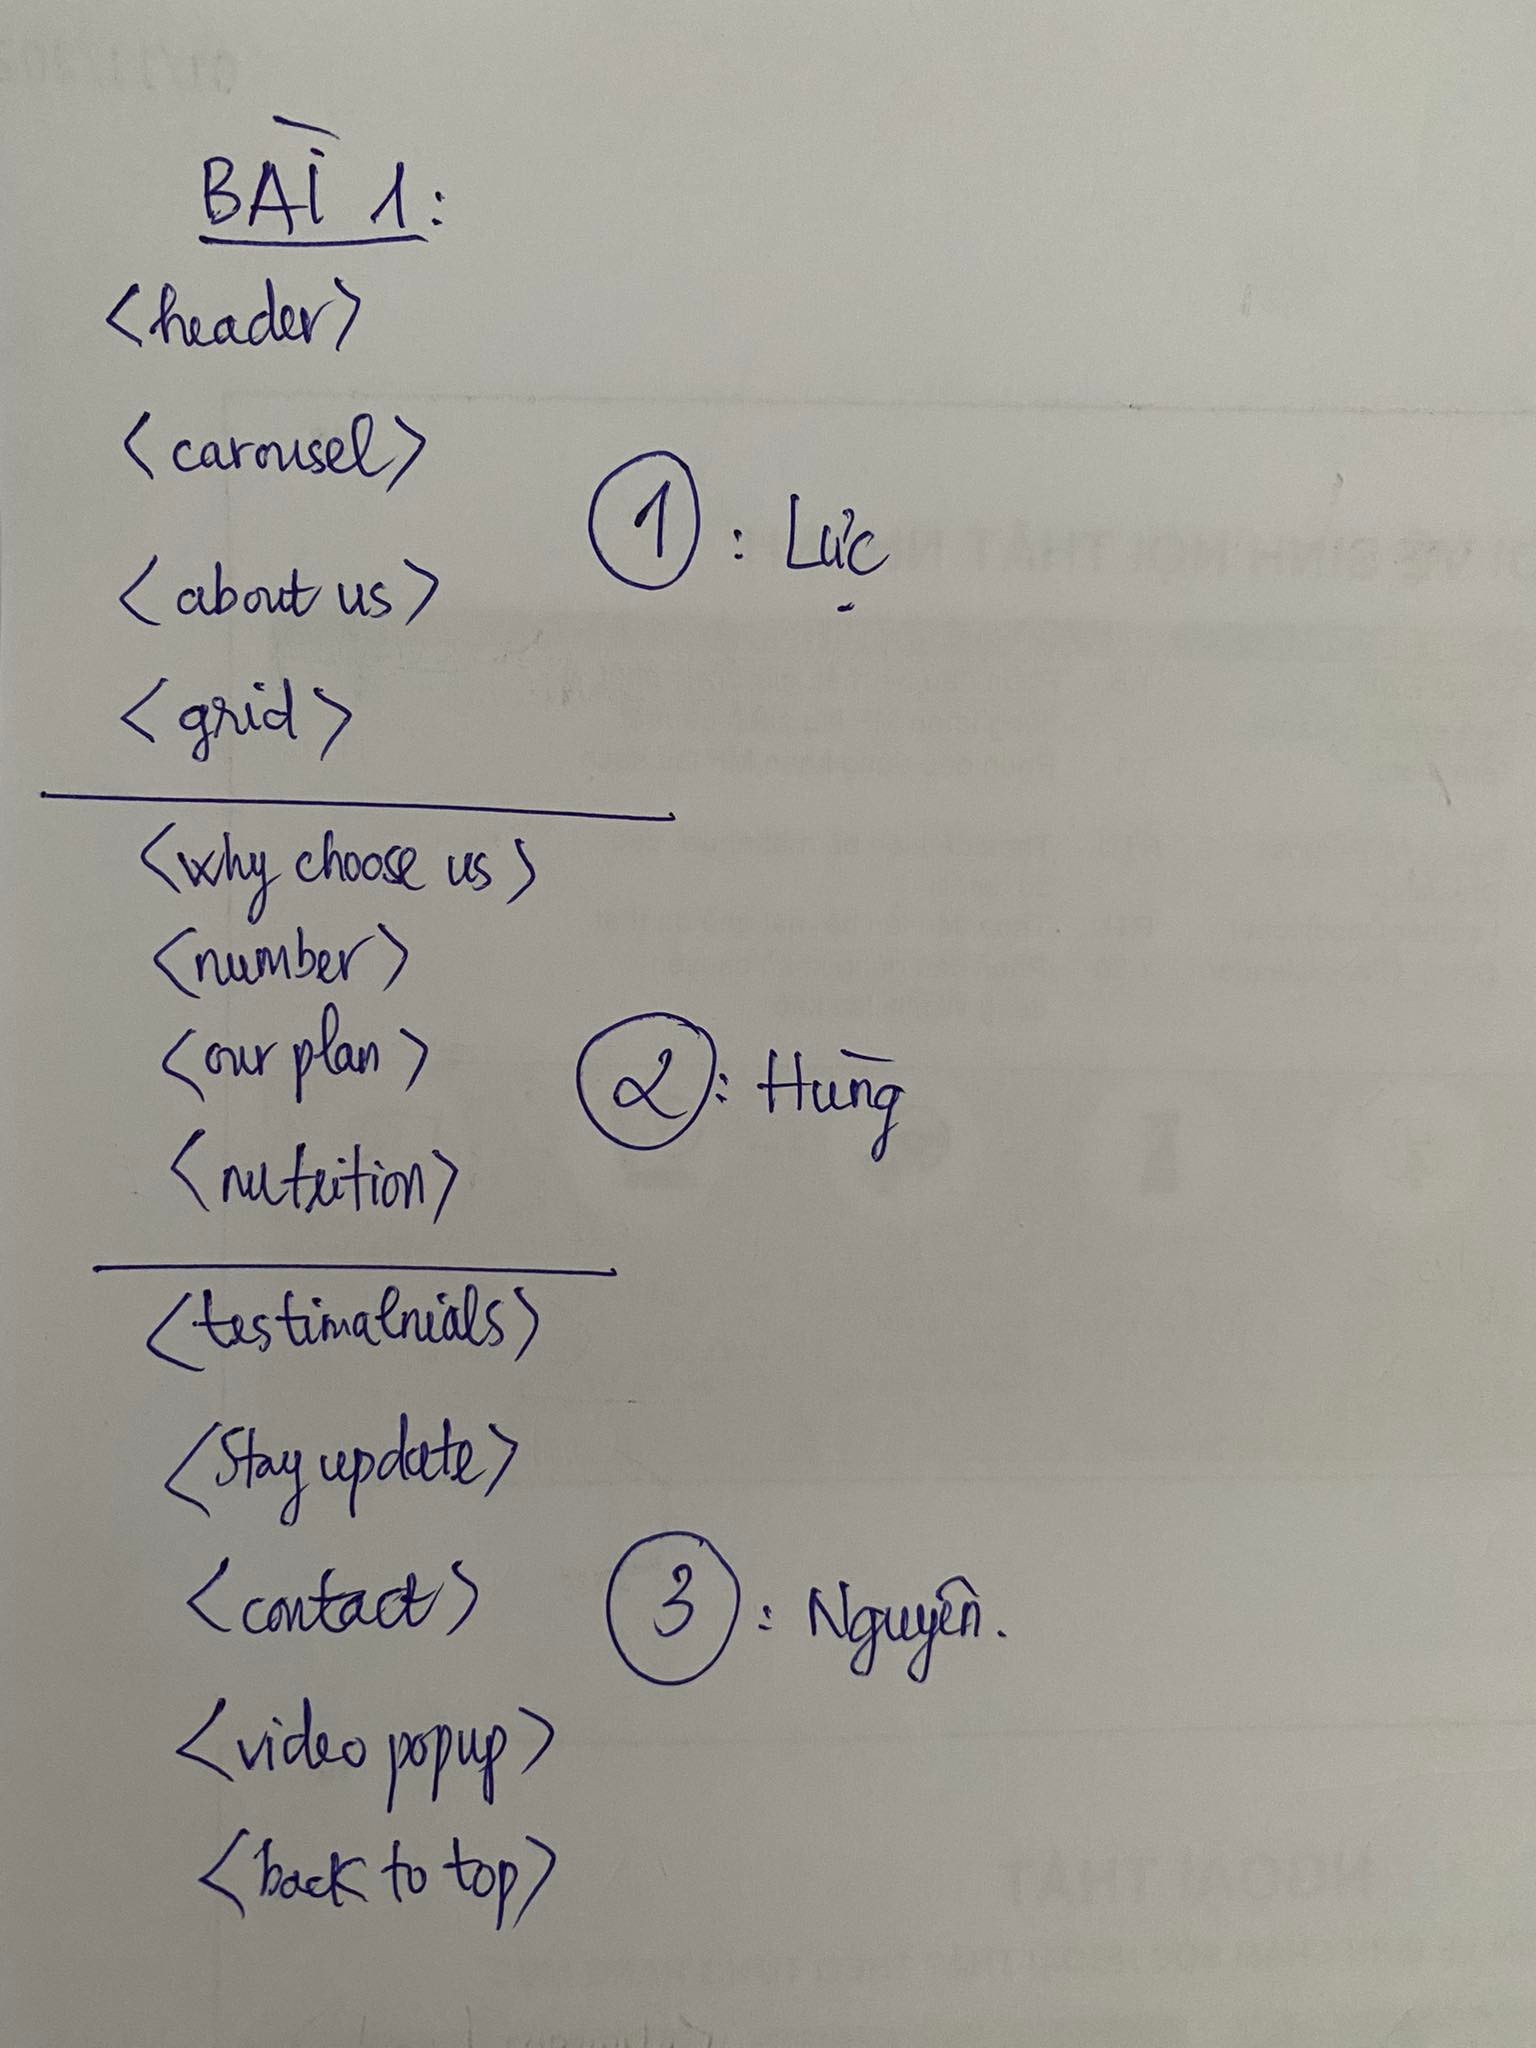 BÀI 1:
<header>
<carousel>
1 : Lực
<about us>
<grid>
<why choose us>
<number>
<our plan>
2 : Hùng
<nutrition>
<testimalnials>
<Stay update>
<contact>
3 : Nguyên.
<video popup>
<back to top>